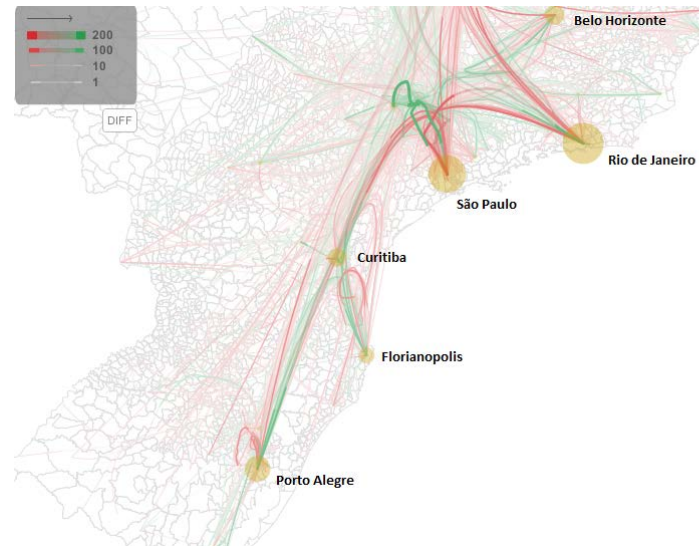 200
100
10
1
DIFF
Belo Horizonte
Rio de Janeiro
São Paulo
Curitiba
Florianopolis
Porto Alegre